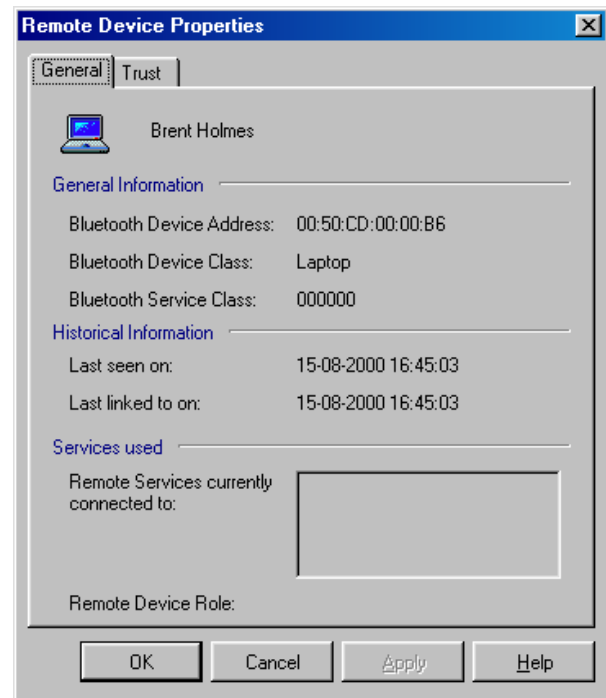 Remote Device Properties
General Trust
Brent Holmes
General Information
Bluetooth Device Address: 00:50:CD:00:00:B6
Bluetooth Device Class: Laptop
Bluetooth Service Class: 000000
Historical Information
Last seen on: 15-08-2000 16:45:03
Last linked to on: 15-08-2000 16:45:03
Services used
Remote Services currently
connected to:
Remote Device Role:
OK Cancel Apply Help